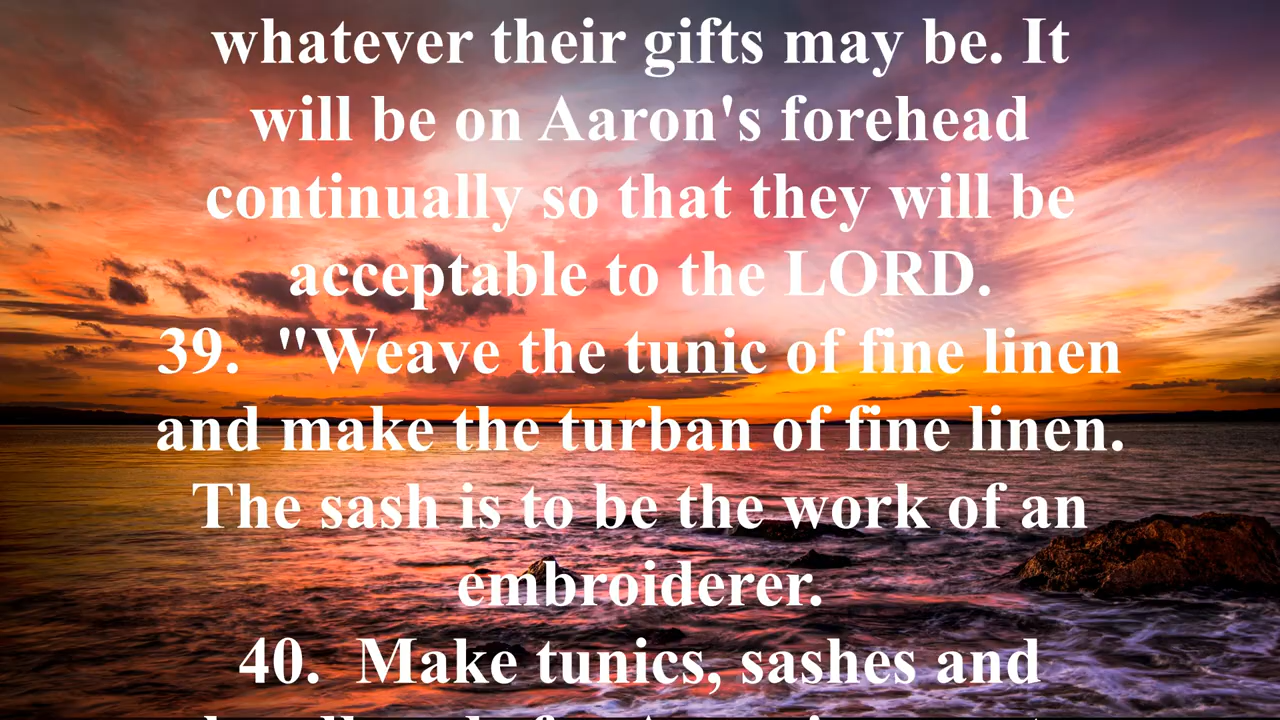 whatever their gifts may be. It
will be on Aaron's forehead
continually so that they will be
acceptable to the LORD.
39. "Weave the tunic of fine linen
and make the turban of fine linen.
The sash is to be the work of an
embroiderer.
40. Make tunics, sashes and